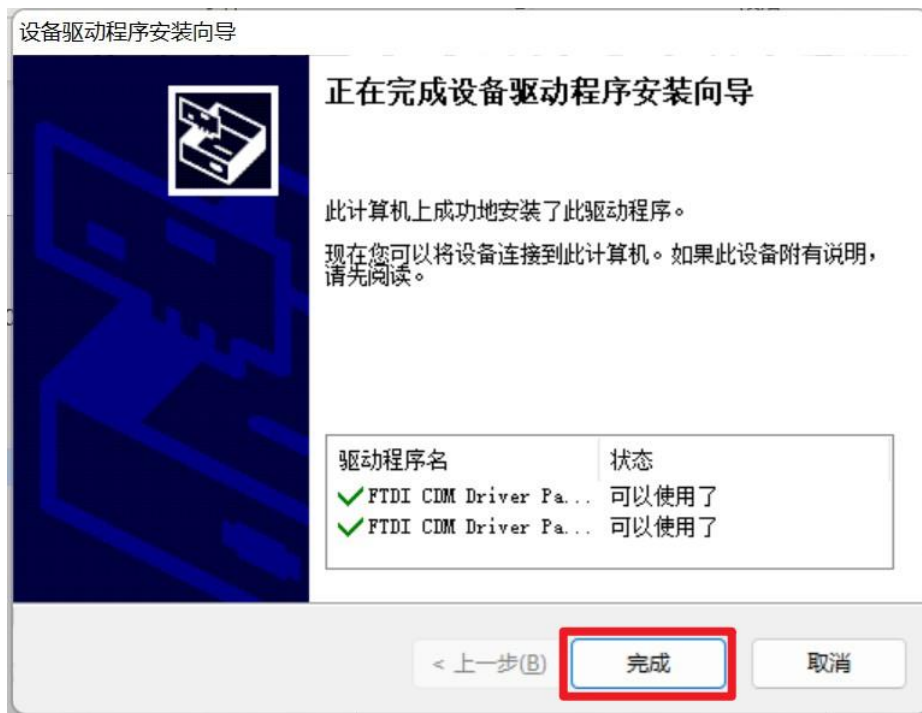 设备驱动程序安装向导
正在完成设备驱动程序安装向导
此计算机上成功地安装了此驱动程序。
现在您可以将设备连接到此计算机。如果此设备附有说明，
请先阅读。
驱动程序名 状态
FTDI CDM Driver Pa... 可以使用了
FTDI CDM Driver Pa... 可以使用了
< 上一步(B) 完成 取消